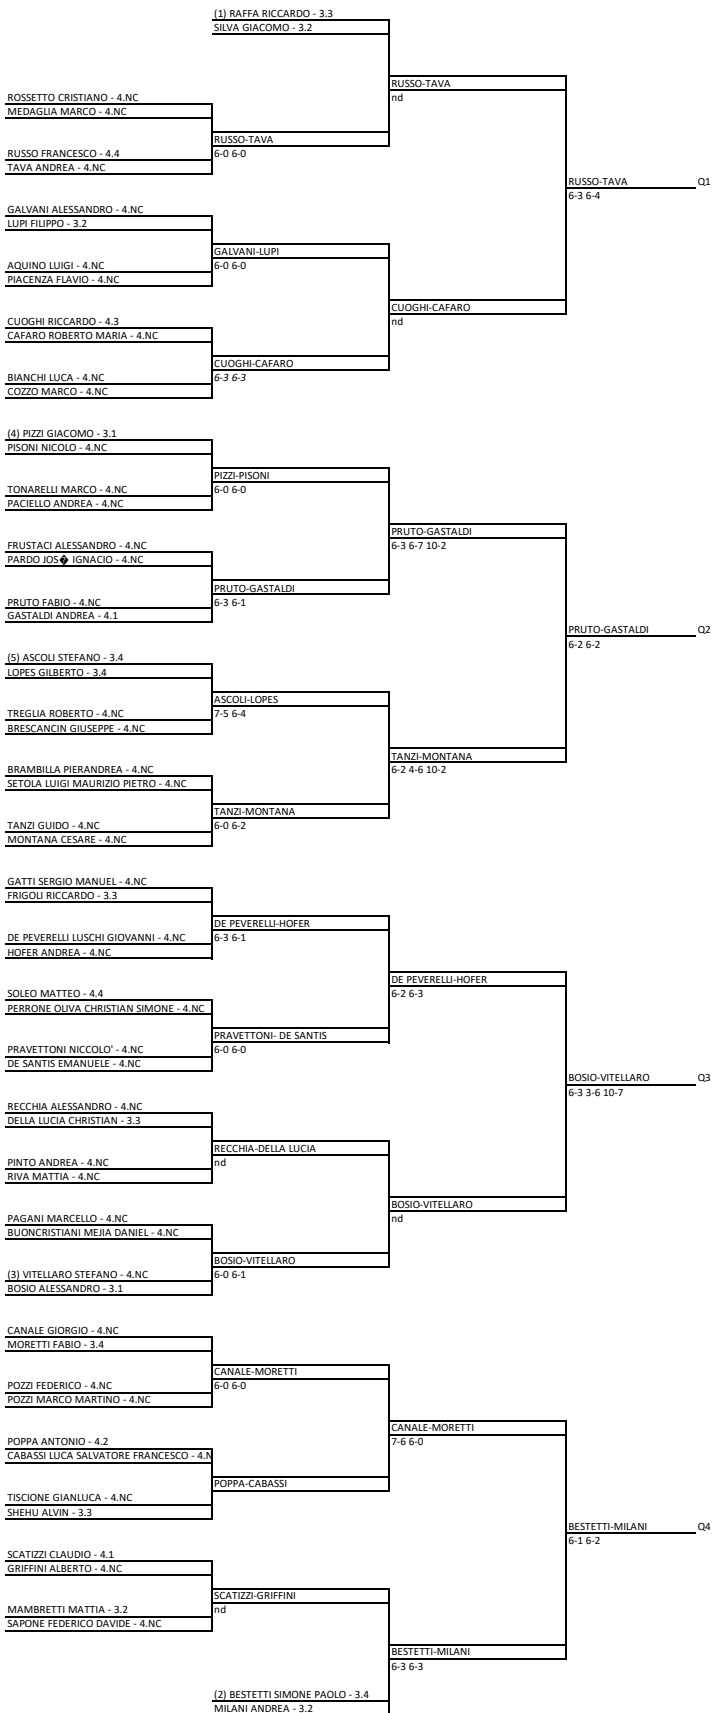 (1) RAFFA RICCARDO - 3.3
SILVA GIACOMO - 3.2
RUSSO-TAVA
nd
ROSSETTO CRISTIANO - 4.NC
MEDAGLIA MARCO - 4.NC
RUSSO-TAVA
6-0 6-0
RUSSO FRANCESCO - 4.4
TAVA ANDREA - 4.NC
RUSSO-TAVA Q1
6-3 6-4
GALVANI ALESSANDRO - 4.NC
LUPI FILIPPO - 3.2
GALVANI-LUPI
6-0 6-0
AQUINO LUIGI - 4.NC
PIACENZA FLAVIO - 4.NC
CUOGHI-CAFARO
nd
CUOGHI RICCARDO - 4.3
CAFARO ROBERTO MARIA - 4.NC
CUOGHI-CAFARO
6-3 6-3
BIANCHI LUCA - 4.NC
COZZO MARCO - 4.NC
(4) PIZZI GIACOMO - 3.1
PISONI NICOLO - 4.NC
PIZZI-PISONI
6-0 6-0
TONARELLI MARCO - 4.NC
PACIELLO ANDREA - 4.NC
PRUTO-GASTALDI
6-3 6-7 10-2
FRUSTACI ALESSANDRO - 4.NC
PARDO JOS� IGNACIO - 4.NC
PRUTO-GASTALDI
6-3 6-1
PRUTO FABIO - 4.NC
GASTALDI ANDREA - 4.1
PRUTO-GASTALDI Q2
6-2 6-2
(5) ASCOLI STEFANO - 3.4
LOPES GILBERTO - 3.4
ASCOLI-LOPES
7-5 6-4
TREGLIA ROBERTO - 4.NC
BRESCANCIN GIUSEPPE - 4.NC
TANZI-MONTANA
6-2 4-6 10-2
BRAMBILLA PIERANDREA - 4.NC
SETOLA LUIGI MAURIZIO PIETRO - 4.NC
TANZI-MONTANA
6-0 6-2
TANZI GUIDO - 4.NC
MONTANA CESARE - 4.NC
GATTI SERGIO MANUEL - 4.NC
FRIGOLI RICCARDO - 3.3
DE PEVERELLI-HOFER
6-3 6-1
DE PEVERELLI LUSCHI GIOVANNI - 4.NC
HOFER ANDREA - 4.NC
DE PEVERELLI-HOFER
6-2 6-3
SOLEO MATTEO - 4.4
PERRONE OLIVA CHRISTIAN SIMONE - 4.NC
PRAVETTONI- DE SANTIS
6-0 6-0
PRAVETTONI NICCOLO' - 4.NC
DE SANTIS EMANUELE - 4.NC
BOSIO-VITELLARO Q3
6-3 3-6 10-7
RECCHIA ALESSANDRO - 4.NC
DELLA LUCIA CHRISTIAN - 3.3
RECCHIA-DELLA LUCIA
nd
PINTO ANDREA - 4.NC
RIVA MATTIA - 4.NC
BOSIO-VITELLARO
nd
PAGANI MARCELLO - 4.NC
BUONCRISTIANI MEJIA DANIEL - 4.NC
BOSIO-VITELLARO
6-0 6-1
(3) VITELLARO STEFANO - 4.NC
BOSIO ALESSANDRO - 3.1
CANALE GIORGIO - 4.NC
MORETTI FABIO - 3.4
CANALE-MORETTI
6-0 6-0
POZZI FEDERICO - 4.NC
POZZI MARCO MARTINO - 4.NC
CANALE-MORETTI
7-6 6-0
POPPA ANTONIO - 4.2
CABASSI LUCA SALVATORE FRANCESCO - 4.N
POPPA-CABASSI
TISCIONE GIANLUCA - 4.NC
SHEHU ALVIN - 3.3
BESTETTI-MILANI Q4
6-1 6-2
SCATIZZI CLAUDIO - 4.1
GRIFFINI ALBERTO - 4.NC
SCATIZZI-GRIFFINI
nd
MAMBRETTI MATTIA - 3.2
SAPONE FEDERICO DAVIDE - 4.NC
BESTETTI-MILANI
6-3 6-3
(2) BESTETTI SIMONE PAOLO - 3.4
MILANI ANDREA - 3.2